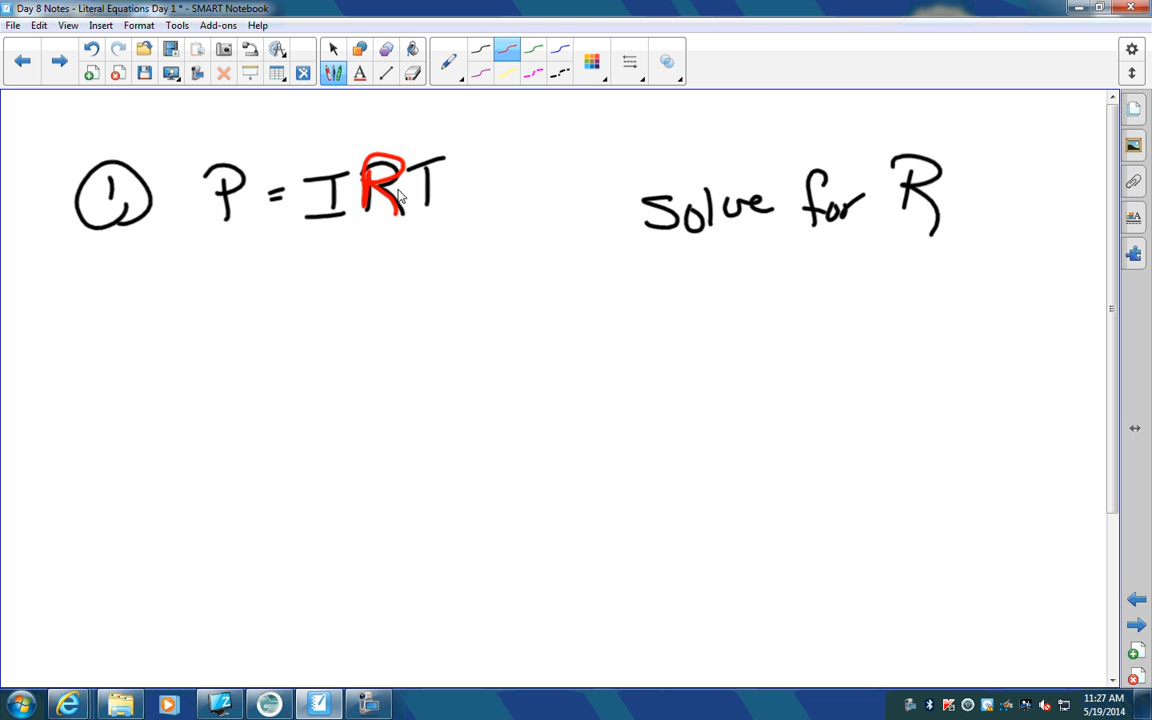 Day 8 Notes - Literal Equations Day 1 * - SMART Notebook
File Edit View Insert Format Tools Add-ons Help
1) P = IRT solve for R
11:27 AM
5/19/2014